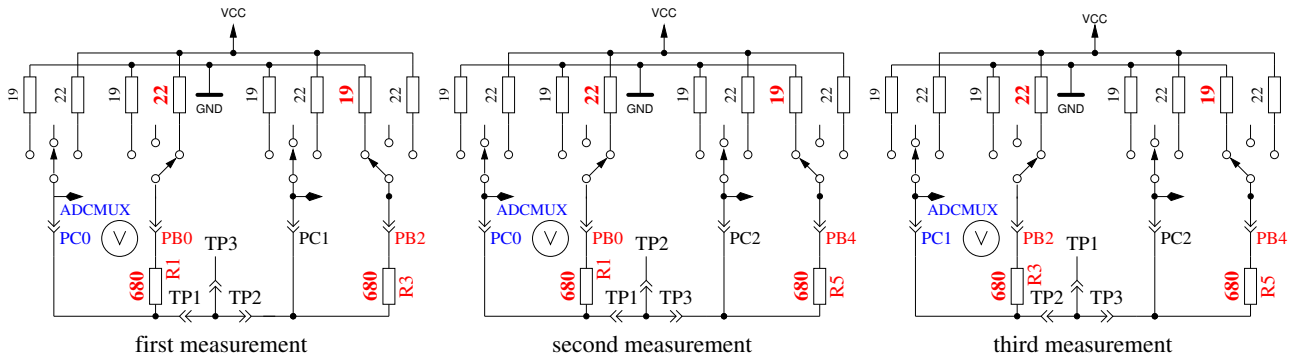 VCC
19
22
19
22
GND
19
22
19
22
ADCMUX
PC0
V
PB0
TP3
PC1
PB2
680
R1
680
R3
TP1
TP2
first measurement
VCC
19
22
19
22
GND
19
22
19
22
ADCMUX
PC0
V
PB0
TP2
PC2
PB4
680
R1
680
R5
TP1
TP3
second measurement
VCC
19
22
19
22
GND
19
22
19
22
ADCMUX
PC1
V
PB2
TP1
PC2
PB4
680
R3
680
R5
TP2
TP3
third measurement